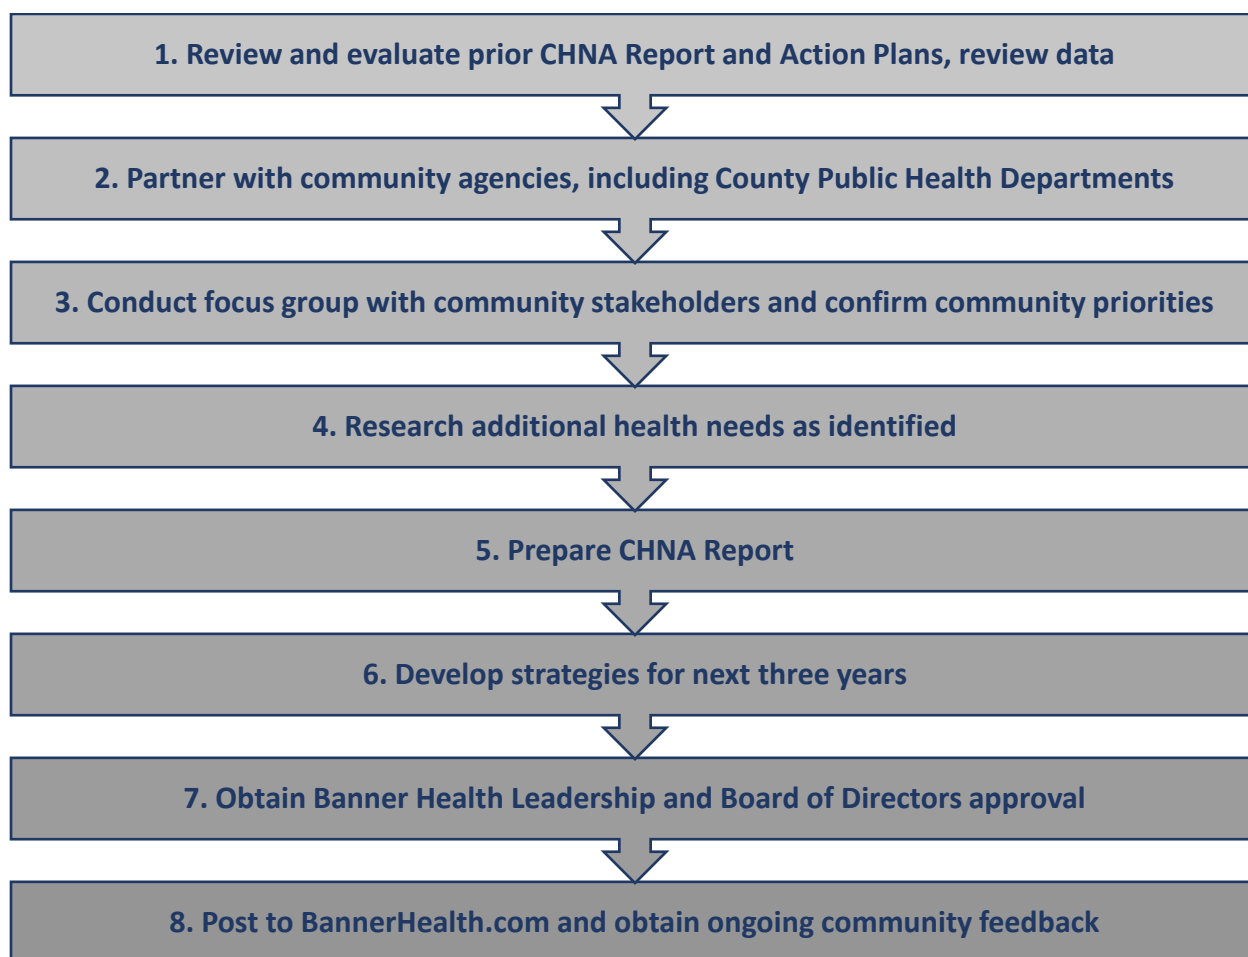 1. Review and evaluate prior CHNA Report and Action Plans, review data
2. Partner with community agencies, including County Public Health Departments
3. Conduct focus group with community stakeholders and confirm community priorities
4. Research additional health needs as identified
5. Prepare CHNA Report
6. Develop strategies for next three years
7. Obtain Banner Health Leadership and Board of Directors approval
8. Post to BannerHealth.com and obtain ongoing community feedback